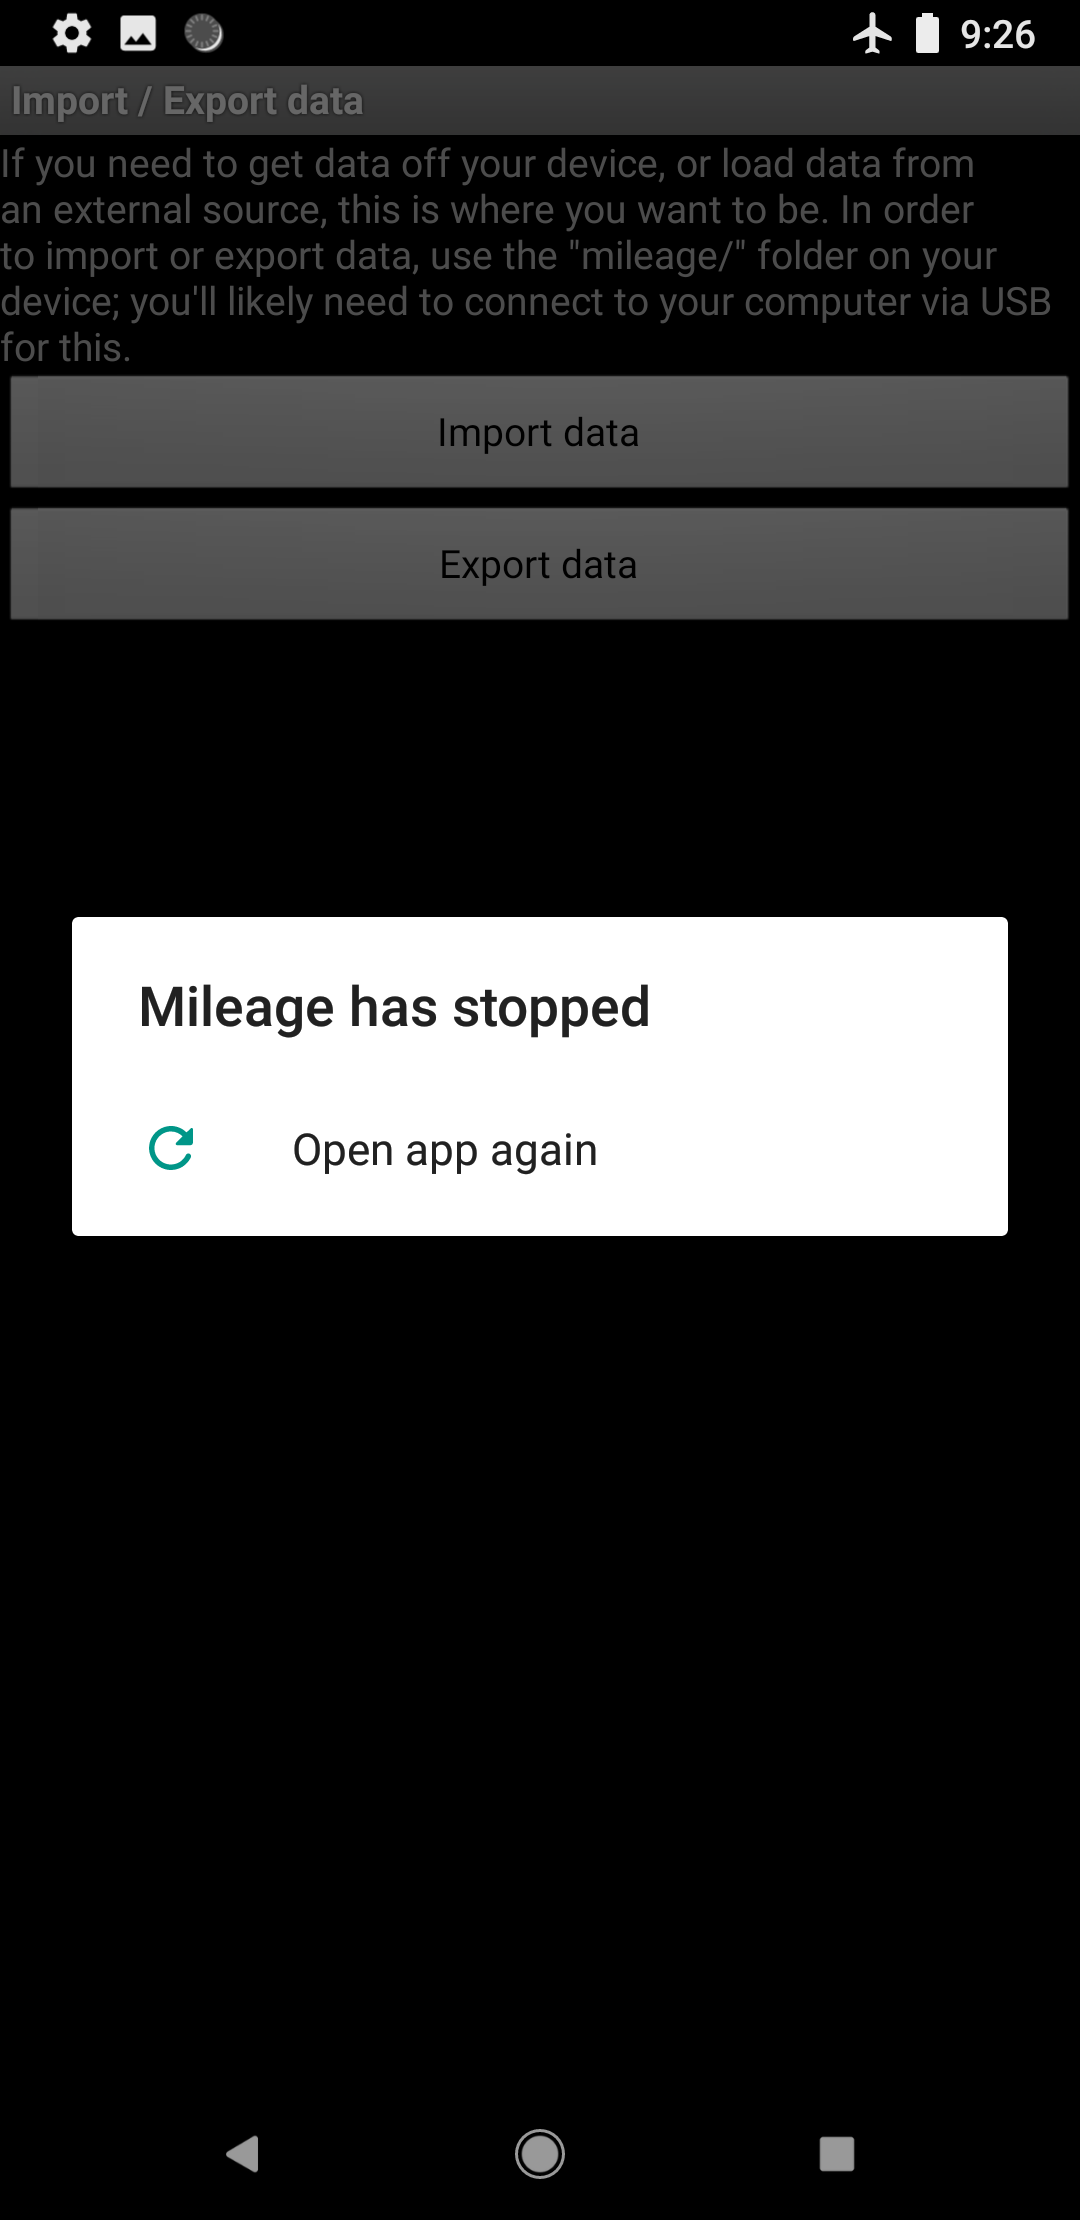 9:26
Import / Export data
If you need to get data off your device, or load data from
an external source, this is where you want to be. In order
to import or export data, use the "mileage/" folder on your
device; you'll likely need to connect to your computer via USB
for this.
Import data
Export data
Mileage has stopped
Open app again